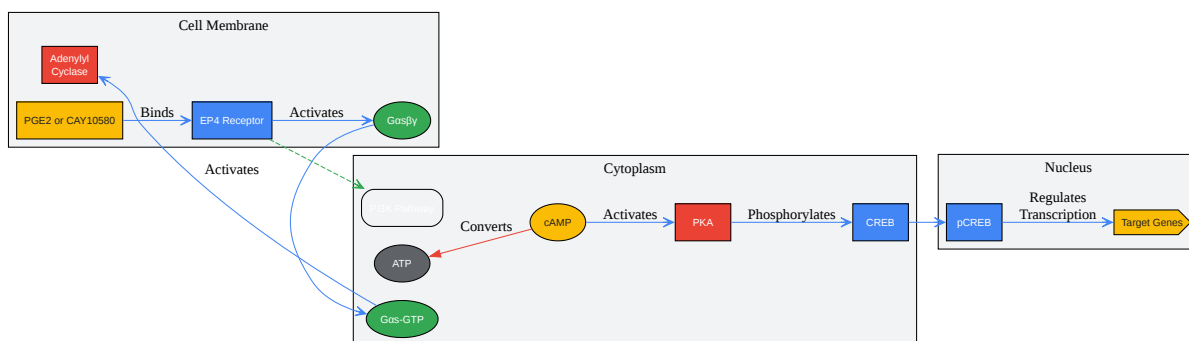 Cell Membrane
Adenylyl
Cyclase
PGE2 or CAY10580
Binds
EP4 Receptor
Activates
Gαsβγ
Activates
Cytoplasm
PI3K Pathway
cAMP
Activates
PKA
Phosphorylates
CREB
Converts
ATP
Gαs-GTP
Nucleus
pCREB
Regulates
Transcription
Target Genes